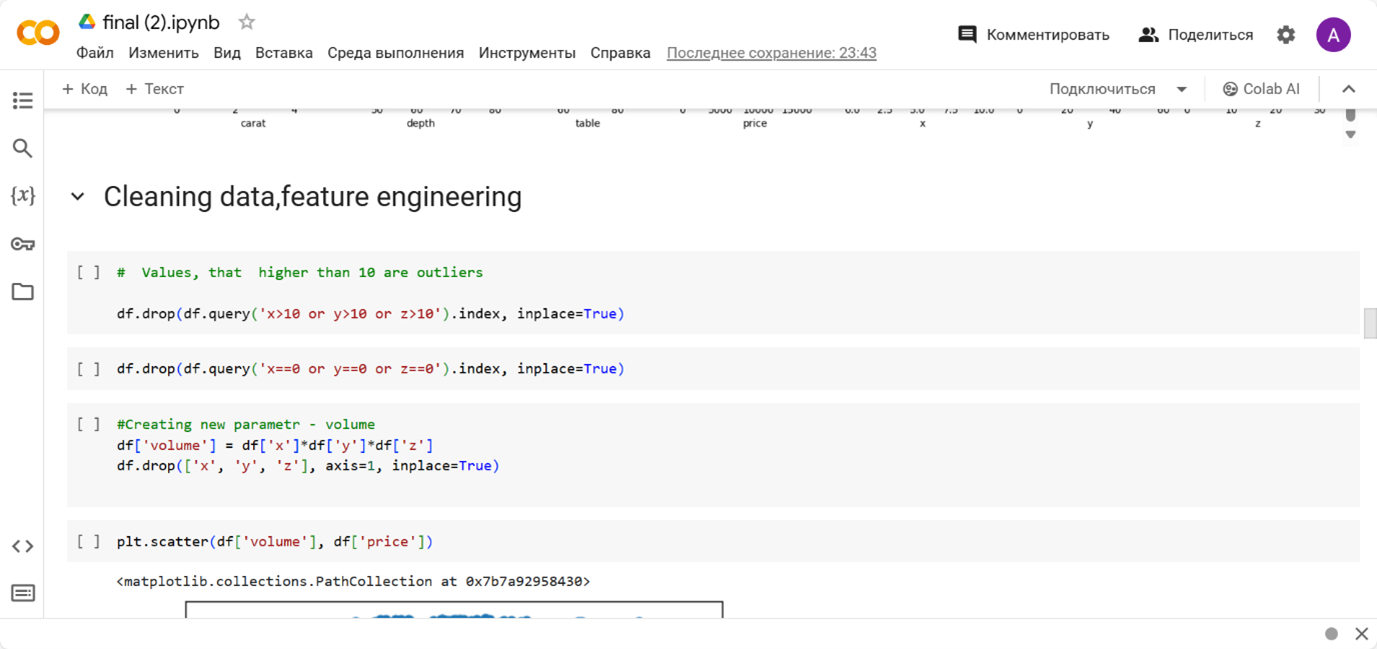 final (2).ipynb
Файл Изменить Вид Вставка Среда выполнения Инструменты Справка Последнее сохранение: 23:43
Комментировать Поделиться A
+ Код + Текст Подключиться Colab AI
0 2 4 50 60 70 80 60 80 0 5000 10000 15000 0.0 2.5 5.0 7.5 10.0 0 20 40 60 0 10 20 30
carat depth table price x y z
{x}
Cleaning data,feature engineering
[ ] # Values, that higher than 10 are outliers
df.drop(df.query('x>10 or y>10 or z>10').index, inplace=True)
[ ] df.drop(df.query('x==0 or y==0 or z==0').index, inplace=True)
[ ] #Creating new parametr - volume
df['volume'] = df['x']*df['y']*df['z']
df.drop(['x', 'y', 'z'], axis=1, inplace=True)
[ ] plt.scatter(df['volume'], df['price'])
<matplotlib.collections.PathCollection at 0x7b7a92958430>